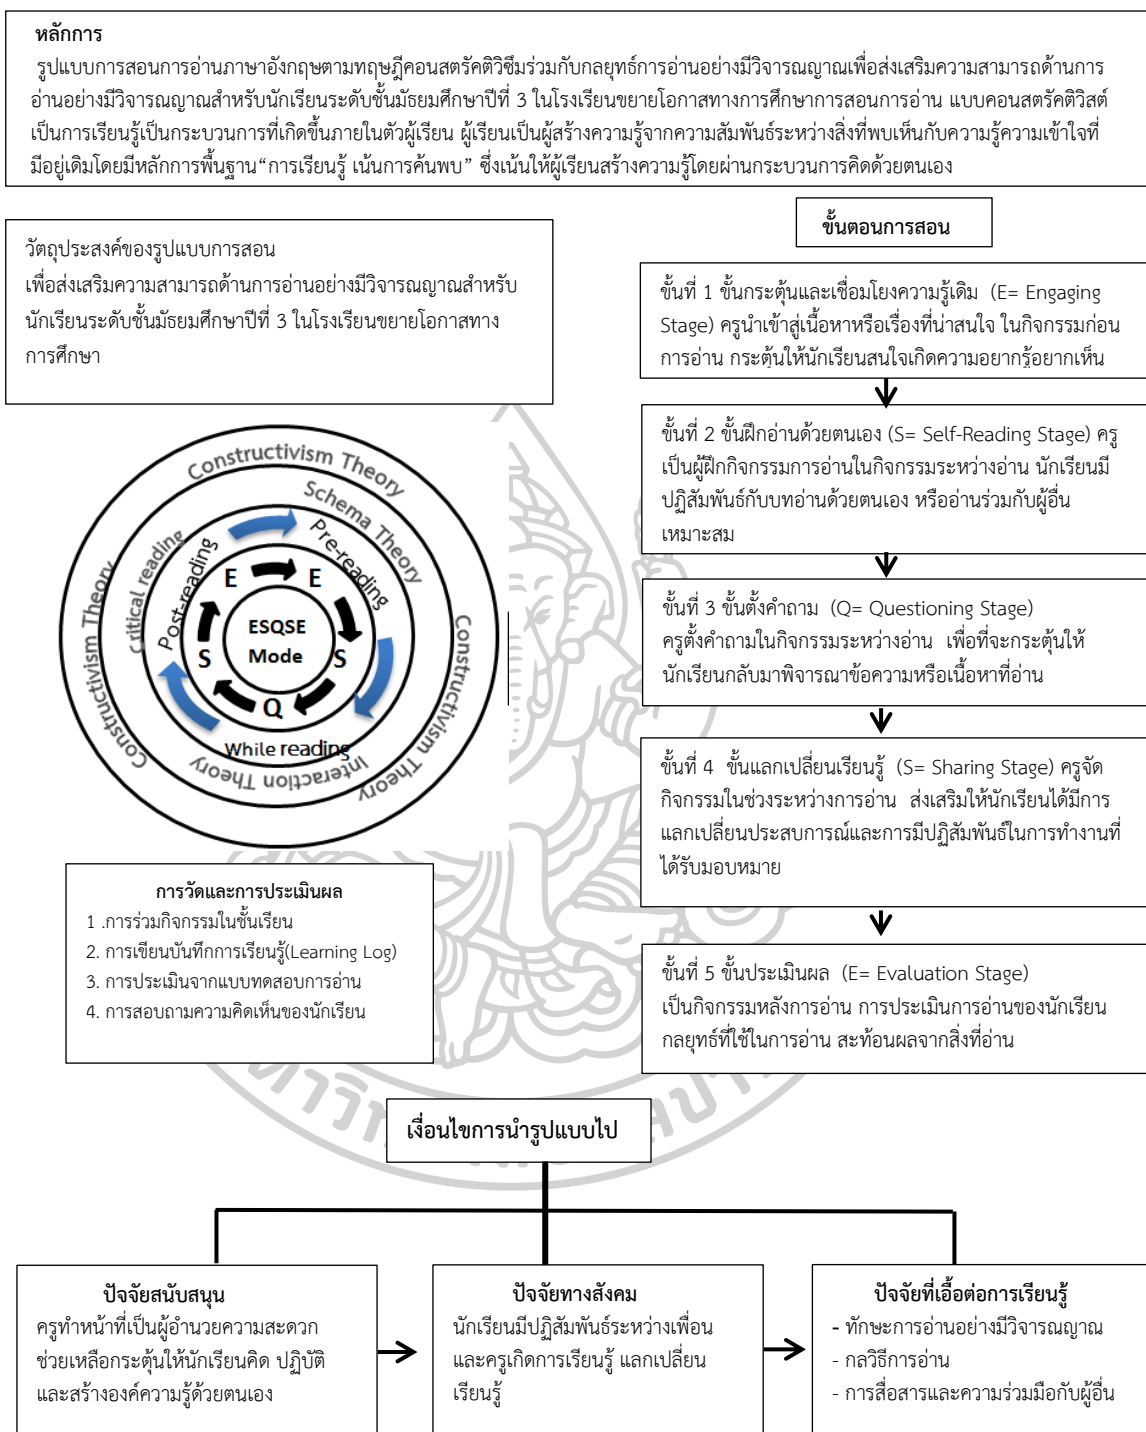 หลักการ
รูปแบบการสอนการอ่านภาษาอังกฤษตามทฤษฎีคอนสตรัคติวิซึมร่วมกับกลยุทธ์การอ่านอย่างมีวิจารณญาณเพื่อส่งเสริมความสามารถด้านการ
อ่านอย่างมีวิจารณญาณสำหรับนักเรียนระดับชั้นมัธยมศึกษาปีที่ 3 ในโรงเรียนขยายโอกาสทางการศึกษาการสอนการอ่าน แบบคอนสตรัคติวิสต์
เป็นการเรียนรู้เป็นกระบวนการที่เกิดขึ้นภายในตัวผู้เรียน ผู้เรียนเป็นผู้สร้างความรู้จากความสัมพันธ์ระหว่างสิ่งที่พบเห็นกับความรู้ความเข้าใจที่
มีอยู่เดิมโดยมีหลักการพื้นฐาน“การเรียนรู้ เน้นการค้นพบ” ซึ่งเน้นให้ผู้เรียนสร้างความรู้โดยผ่านกระบวนการคิดด้วยตนเอง
วัตถุประสงค์ของรูปแบบการสอน
เพื่อส่งเสริมความสามารถด้านการอ่านอย่างมีวิจารณญาณสำหรับ
นักเรียนระดับชั้นมัธยมศึกษาปีที่ 3 ในโรงเรียนขยายโอกาสทาง
การศึกษา
Constructivism Theory
Constructivism Theory
Constructivism Theory
Schema Theory
Critical reading
Interaction Theory
Pre-reading
Post-reading
While reading
E
E
S
S
Q
ESQSE
Mode
การวัดและการประเมินผล
1 .การร่วมกิจกรรมในชั้นเรียน
2. การเขียนบันทึกการเรียนรู้(Learning Log)
3. การประเมินจากแบบทดสอบการอ่าน
4. การสอบถามความคิดเห็นของนักเรียน
ขั้นตอนการสอน
ขั้นที่ 1 ขั้นกระตุ้นและเชื่อมโยงความรู้เดิม (E= Engaging
Stage) ครูนำเข้าสู่เนื้อหาหรือเรื่องที่น่าสนใจ ในกิจกรรมก่อน
การอ่าน กระตุ้นให้นักเรียนสนใจเกิดความอยากรู้อยากเห็น
ขั้นที่ 2 ขั้นฝึกอ่านด้วยตนเอง (S= Self-Reading Stage) ครู
เป็นผู้ฝึกกิจกรรมการอ่านในกิจกรรมระหว่างอ่าน นักเรียนมี
ปฏิสัมพันธ์กับบทอ่านด้วยตนเอง หรืออ่านร่วมกับผู้อื่น
เหมาะสม
ขั้นที่ 3 ขั้นตั้งคำถาม (Q= Questioning Stage)
ครูตั้งคำถามในกิจกรรมระหว่างอ่าน เพื่อที่จะกระตุ้นให้
นักเรียนกลับมาพิจารณาข้อความหรือเนื้อหาที่อ่าน
ขั้นที่ 4 ขั้นแลกเปลี่ยนเรียนรู้ (S= Sharing Stage) ครูจัด
กิจกรรมในช่วงระหว่างการอ่าน ส่งเสริมให้นักเรียนได้มีการ
แลกเปลี่ยนประสบการณ์และการมีปฏิสัมพันธ์ในการทำงานที่
ได้รับมอบหมาย
ขั้นที่ 5 ขั้นประเมินผล (E= Evaluation Stage)
เป็นกิจกรรมหลังการอ่าน การประเมินการอ่านของนักเรียน
กลยุทธ์ที่ใช้ในการอ่าน สะท้อนผลจากสิ่งที่อ่าน
เงื่อนไขการนำรูปแบบไป
ปัจจัยสนับสนุน
ครูทำหน้าที่เป็นผู้อำนวยความสะดวก
ช่วยเหลือกระตุ้นให้นักเรียนคิด ปฏิบัติ
และสร้างองค์ความรู้ด้วยตนเอง
ปัจจัยทางสังคม
นักเรียนมีปฏิสัมพันธ์ระหว่างเพื่อน
และครูเกิดการเรียนรู้ แลกเปลี่ยน
เรียนรู้
ปัจจัยที่เอื้อต่อการเรียนรู้
- ทักษะการอ่านอย่างมีวิจารณญาณ
- กลวิธีการอ่าน
- การสื่อสารและความร่วมมือกับผู้อื่น